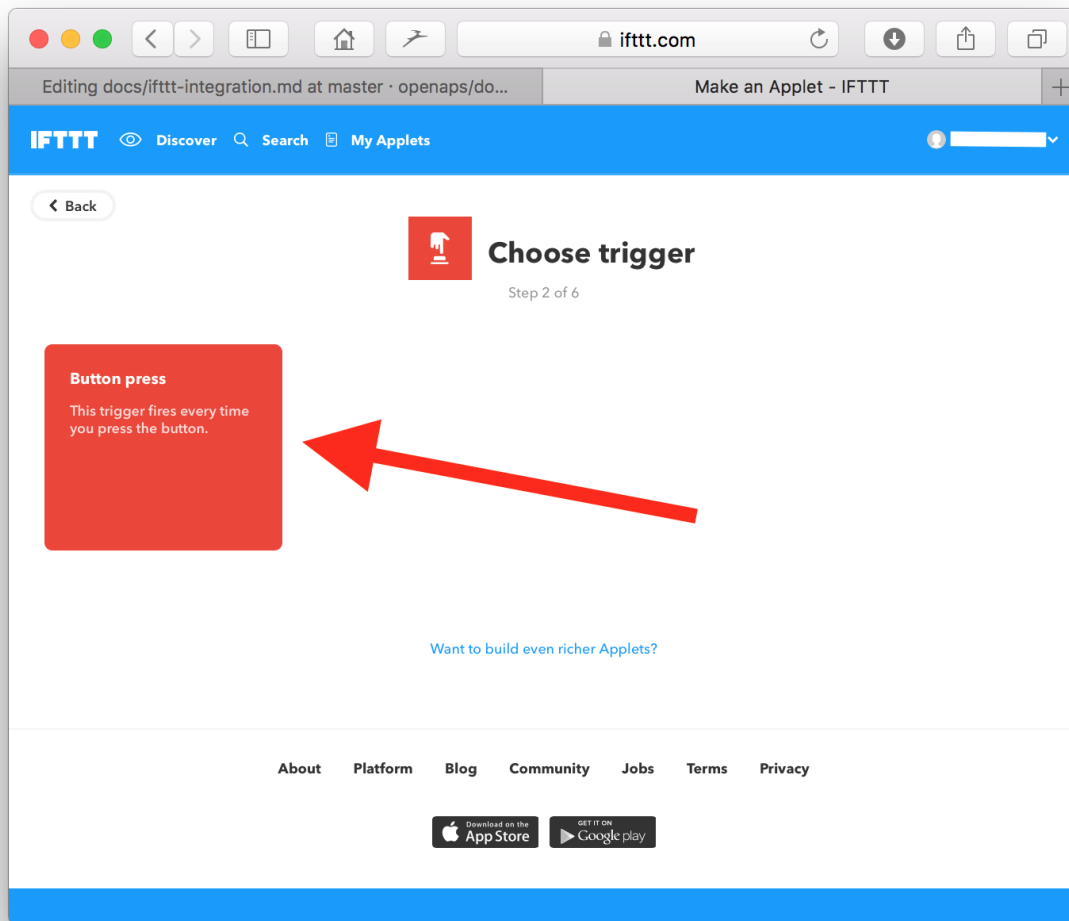 ifttt.com
Editing docs/ifttt-integration.md at master · openaps/do...
Make an Applet - IFTTT
IFTTT Discover Search My Applets
Back
Choose trigger
Step 2 of 6
Button press
This trigger fires every time
you press the button.
Want to build even richer Applets?
About Platform Blog Community Jobs Terms Privacy
Download on the
App Store
GET IT ON
Google play